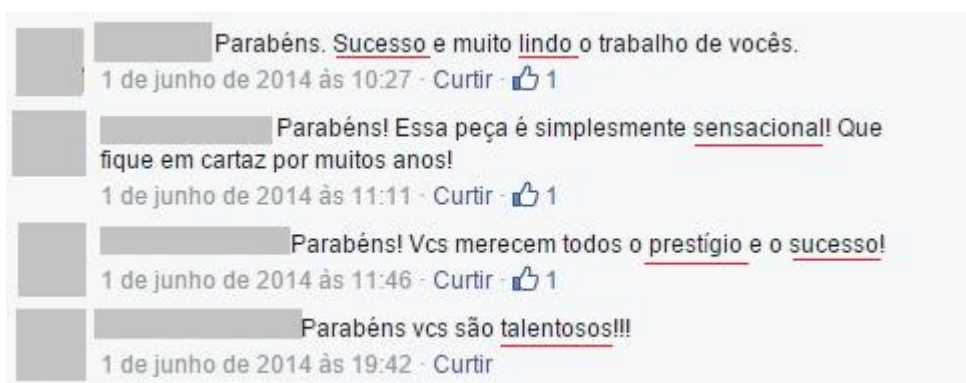 Parabéns. Sucesso e muito lindo o trabalho de vocês.
1 de junho de 2014 às 10:27 · Curtir · 1
Parabéns! Essa peça é simplesmente sensacional! Que
fique em cartaz por muitos anos!
1 de junho de 2014 às 11:11 · Curtir · 1
Parabéns! Vcs merecem todos o prestígio e o sucesso!
1 de junho de 2014 às 11:46 · Curtir · 1
Parabéns vcs são talentosos!!!
1 de junho de 2014 às 19:42 · Curtir